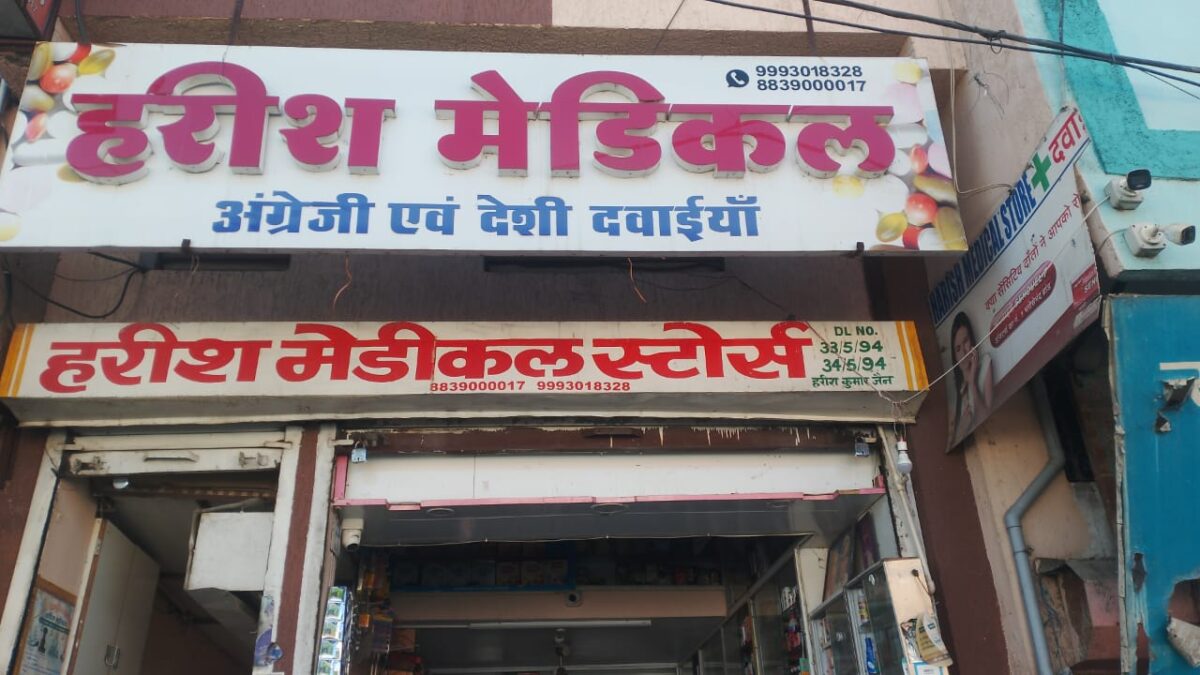 हरीश मेडिकल
9993018328
8839000017
अंग्रेजी एवं देशी दवाईयाँ
हरीश मेडीकल स्टोर्स
8839000017 9993018328
DL NO.
33/5/94
34/5/94
हरीश कुमार जैन
HARISH MEDICAL STORE + दवा
क्या सेंसिटिव दाँतों ने आपको रो